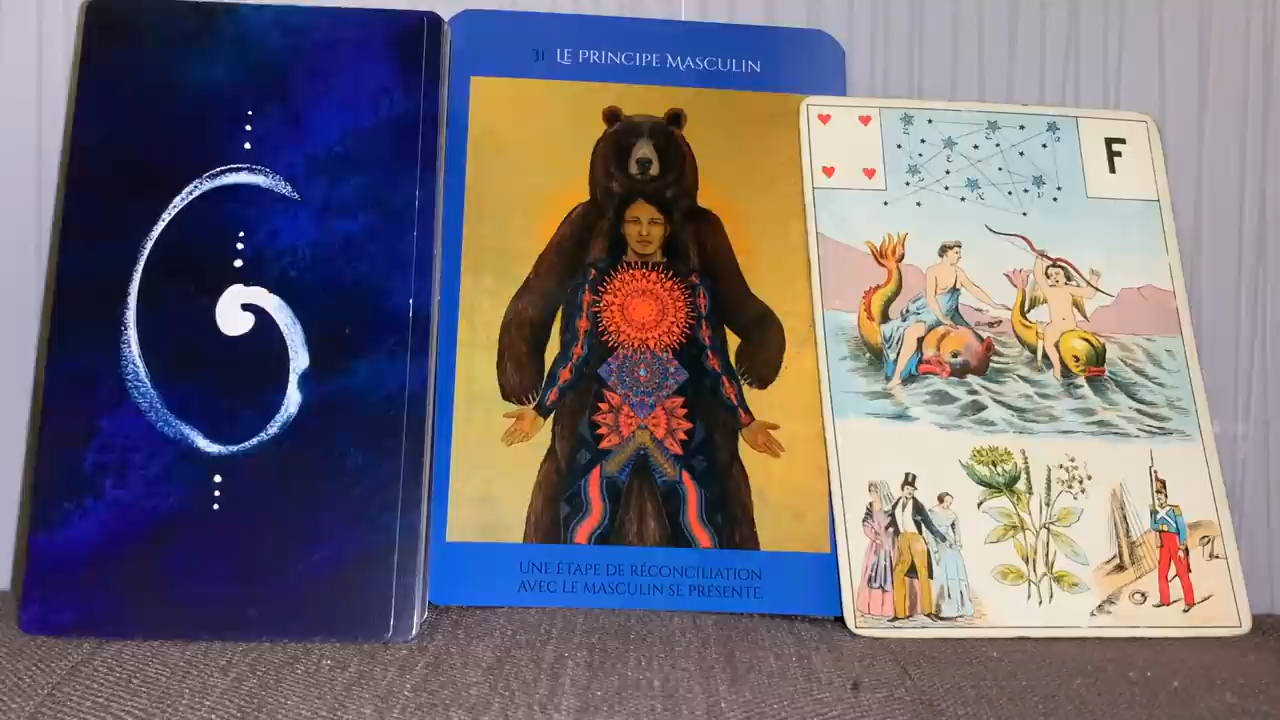 31 LE PRINCIPE MASCULIN
F
UNE ÉTAPE DE RÉCONCILIATION
AVEC LE MASCULIN SE PRÉSENTE.